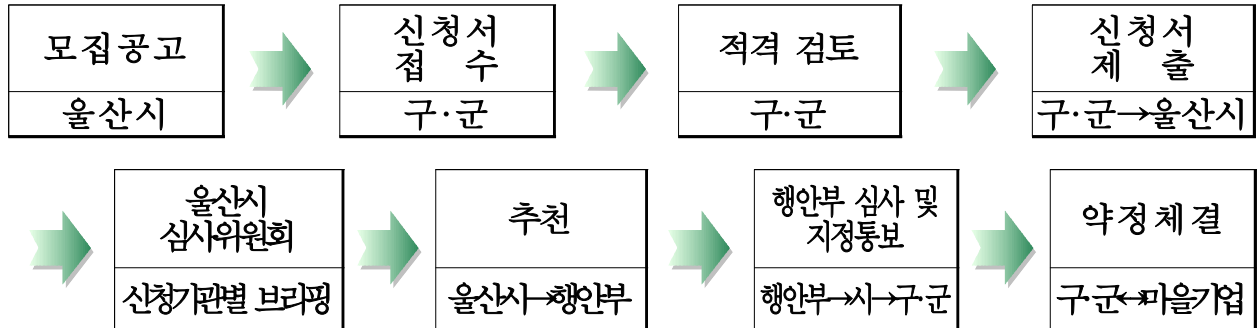 모집공고
울산시
신청서
접 수
구·군
적격 검토
구·군
신청서
제 출
구·군→울산시
울산시
심사위원회
신청기관별 브리핑
추천
울산시→행안부
행안부 심사 및
지정통보
행안부→시→구·군
약정체결
구·군↔마을기업